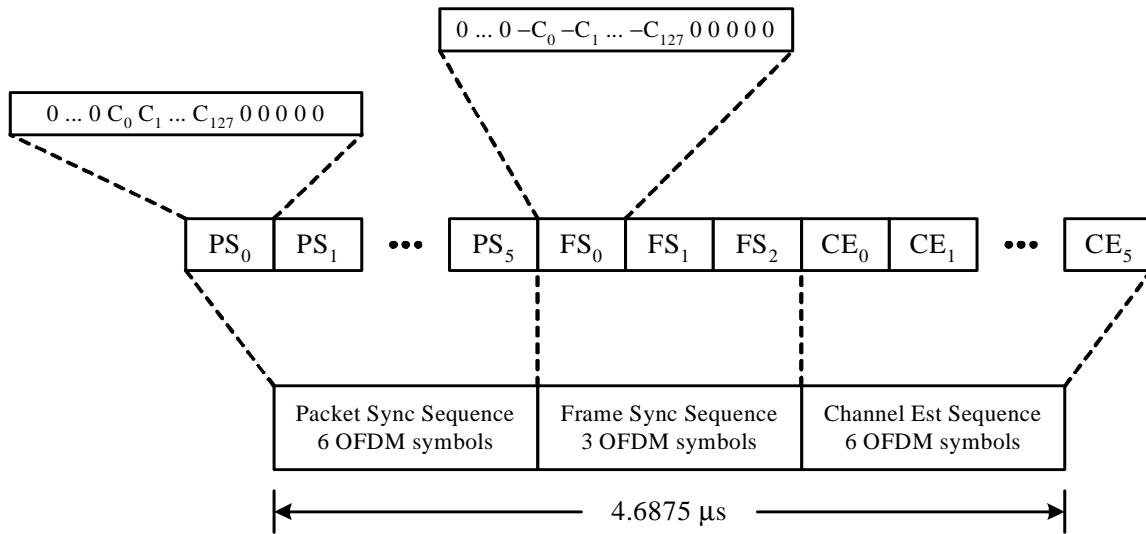 0 ... 0 –C₀ –C₁ ... –C₁₂₇ 0 0 0 0 0
0 ... 0 C₀ C₁ ... C₁₂₇ 0 0 0 0 0
PS₀ PS₁ ••• PS₅ FS₀ FS₁ FS₂ CE₀ CE₁ ••• CE₅
Packet Sync Sequence
6 OFDM symbols
Frame Sync Sequence
3 OFDM symbols
Channel Est Sequence
6 OFDM symbols
4.6875 μs